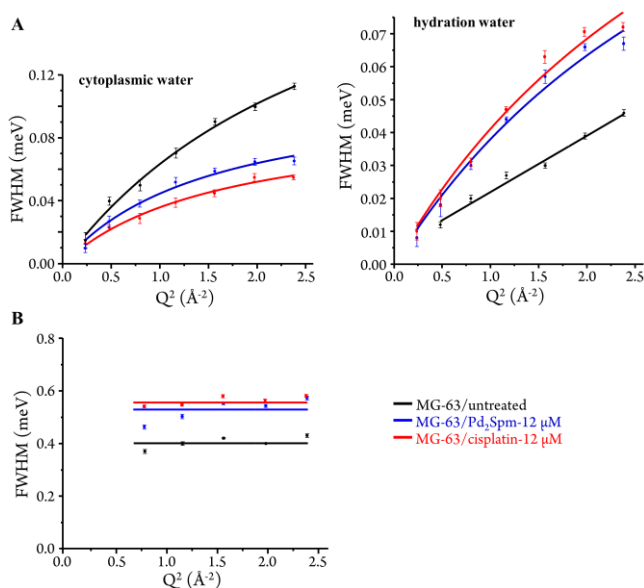 A
cytoplasmic water
hydration water
0.12
0.08
0.04
0.00
FWHM (meV)
0.0 0.5 1.0 1.5 2.0 2.5
Q² (Å⁻²)
0.07
0.06
0.05
0.04
0.03
0.02
0.01
0.00
FWHM (meV)
0.0 0.5 1.0 1.5 2.0 2.5
Q² (Å⁻²)
B
0.8
0.6
0.4
0.2
0.0
FWHM (meV)
0.0 0.5 1.0 1.5 2.0 2.5
Q² (Å⁻²)
MG-63/untreated
MG-63/Pd₂Spm-12 µM
MG-63/cisplatin-12 µM